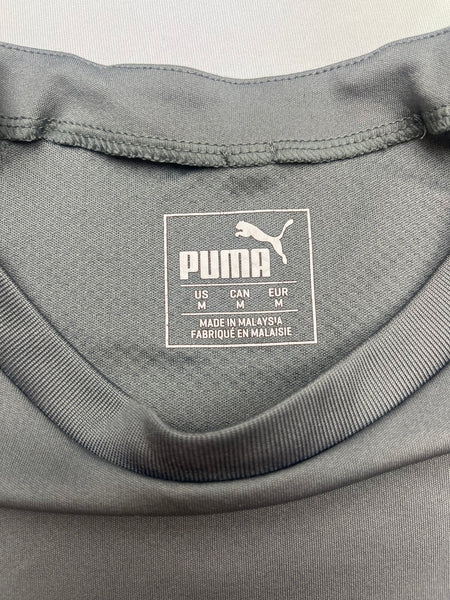 PUMA
US CAN EUR
M M M
MADE IN MALAYSIA
FABRIQUÉ EN MALAISIE